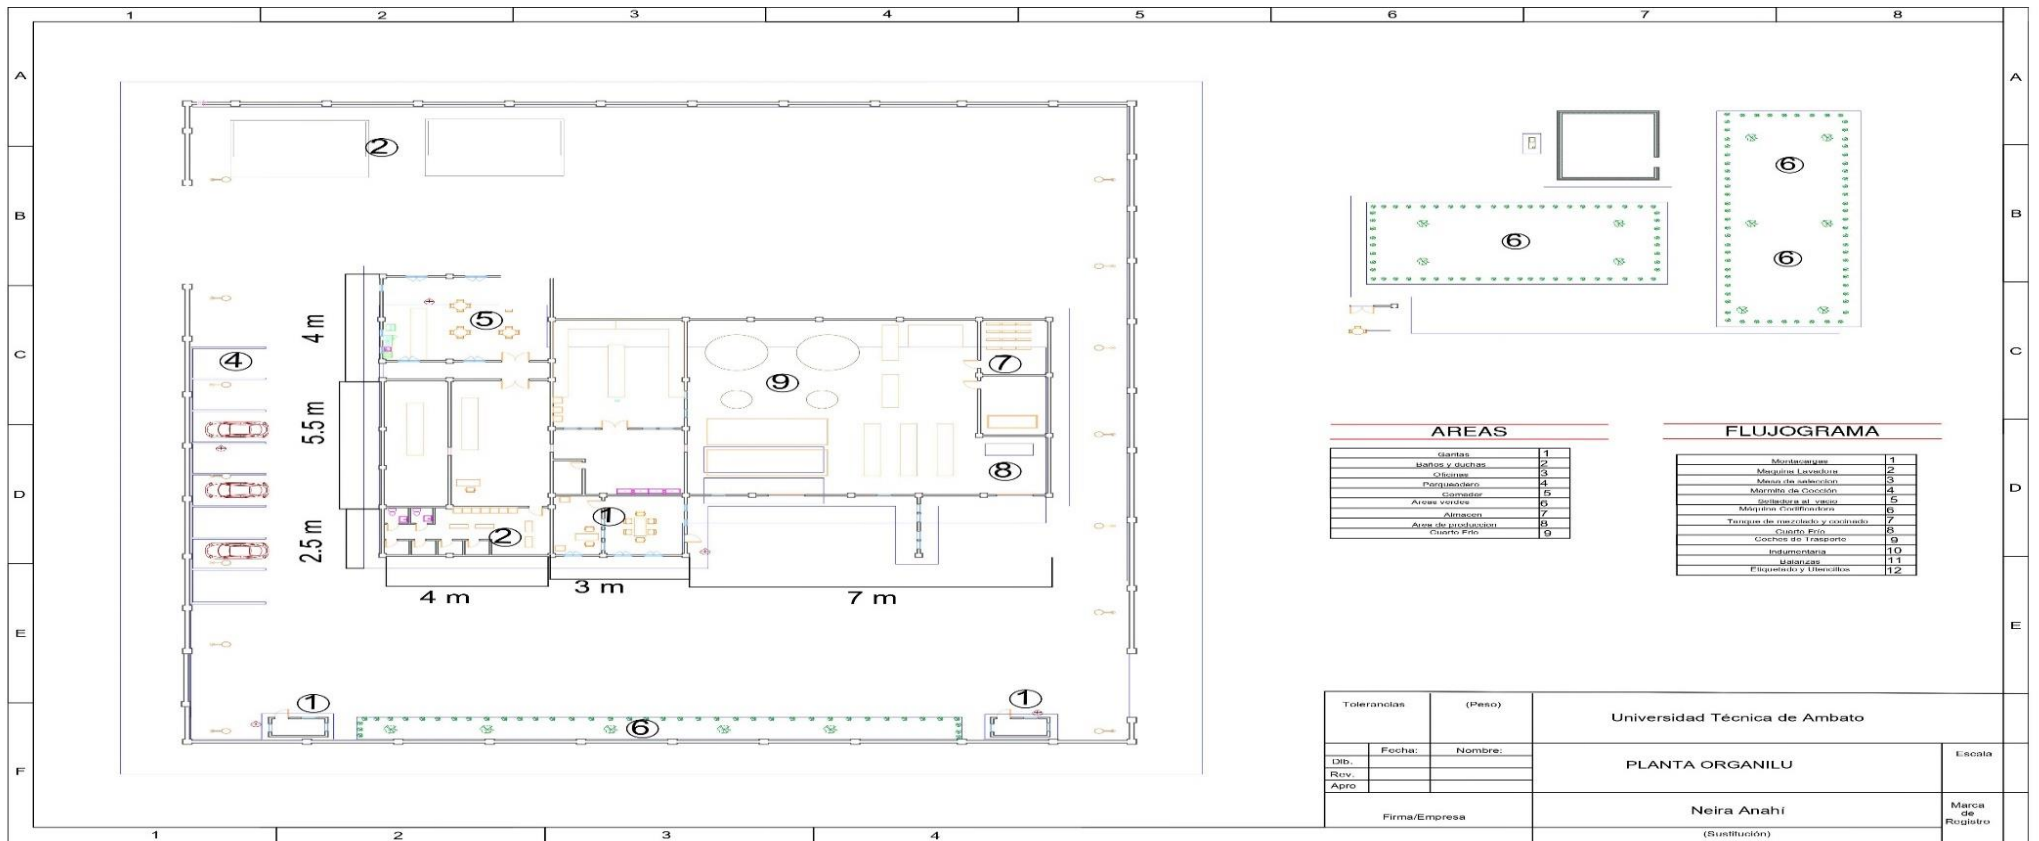 1 2 3 4 5 6 7 8
A A
B B
C C
D D
E E
F
2
5
4 m
4
9
7
5.5 m
8
1
2
2.5 m
4 m
3 m
7 m
1
1
6
6
6
6
AREAS
Garitas 1
Baños y duchas 2
Oficinas 3
Parqueadero 4
Comedor 5
Areas verdes 6
Almacen 7
Area de produccion 8
Cuarto Frio 9
FLUJOGRAMA
Montacargas 1
Maquina Lavadora 2
Mesa de seleccion 3
Marmita de Cocción 4
Selladora al vacio 5
Máquina Codificadora 6
Tanque de mezclado y cocinado 7
Cuarto Frio 8
Coches de Trasporte 9
Indumentaria 10
Balanzas 11
Etiquetado y Utencilios 12
Tolerancias (Peso)
Universidad Técnica de Ambato
Fecha: Nombre:
Dib.
Rev.
Apro
PLANTA ORGANILU
Escala
Firma/Empresa
Neira Anahí
(Sustitución)
Marca
de
Registro
1 2 3 4